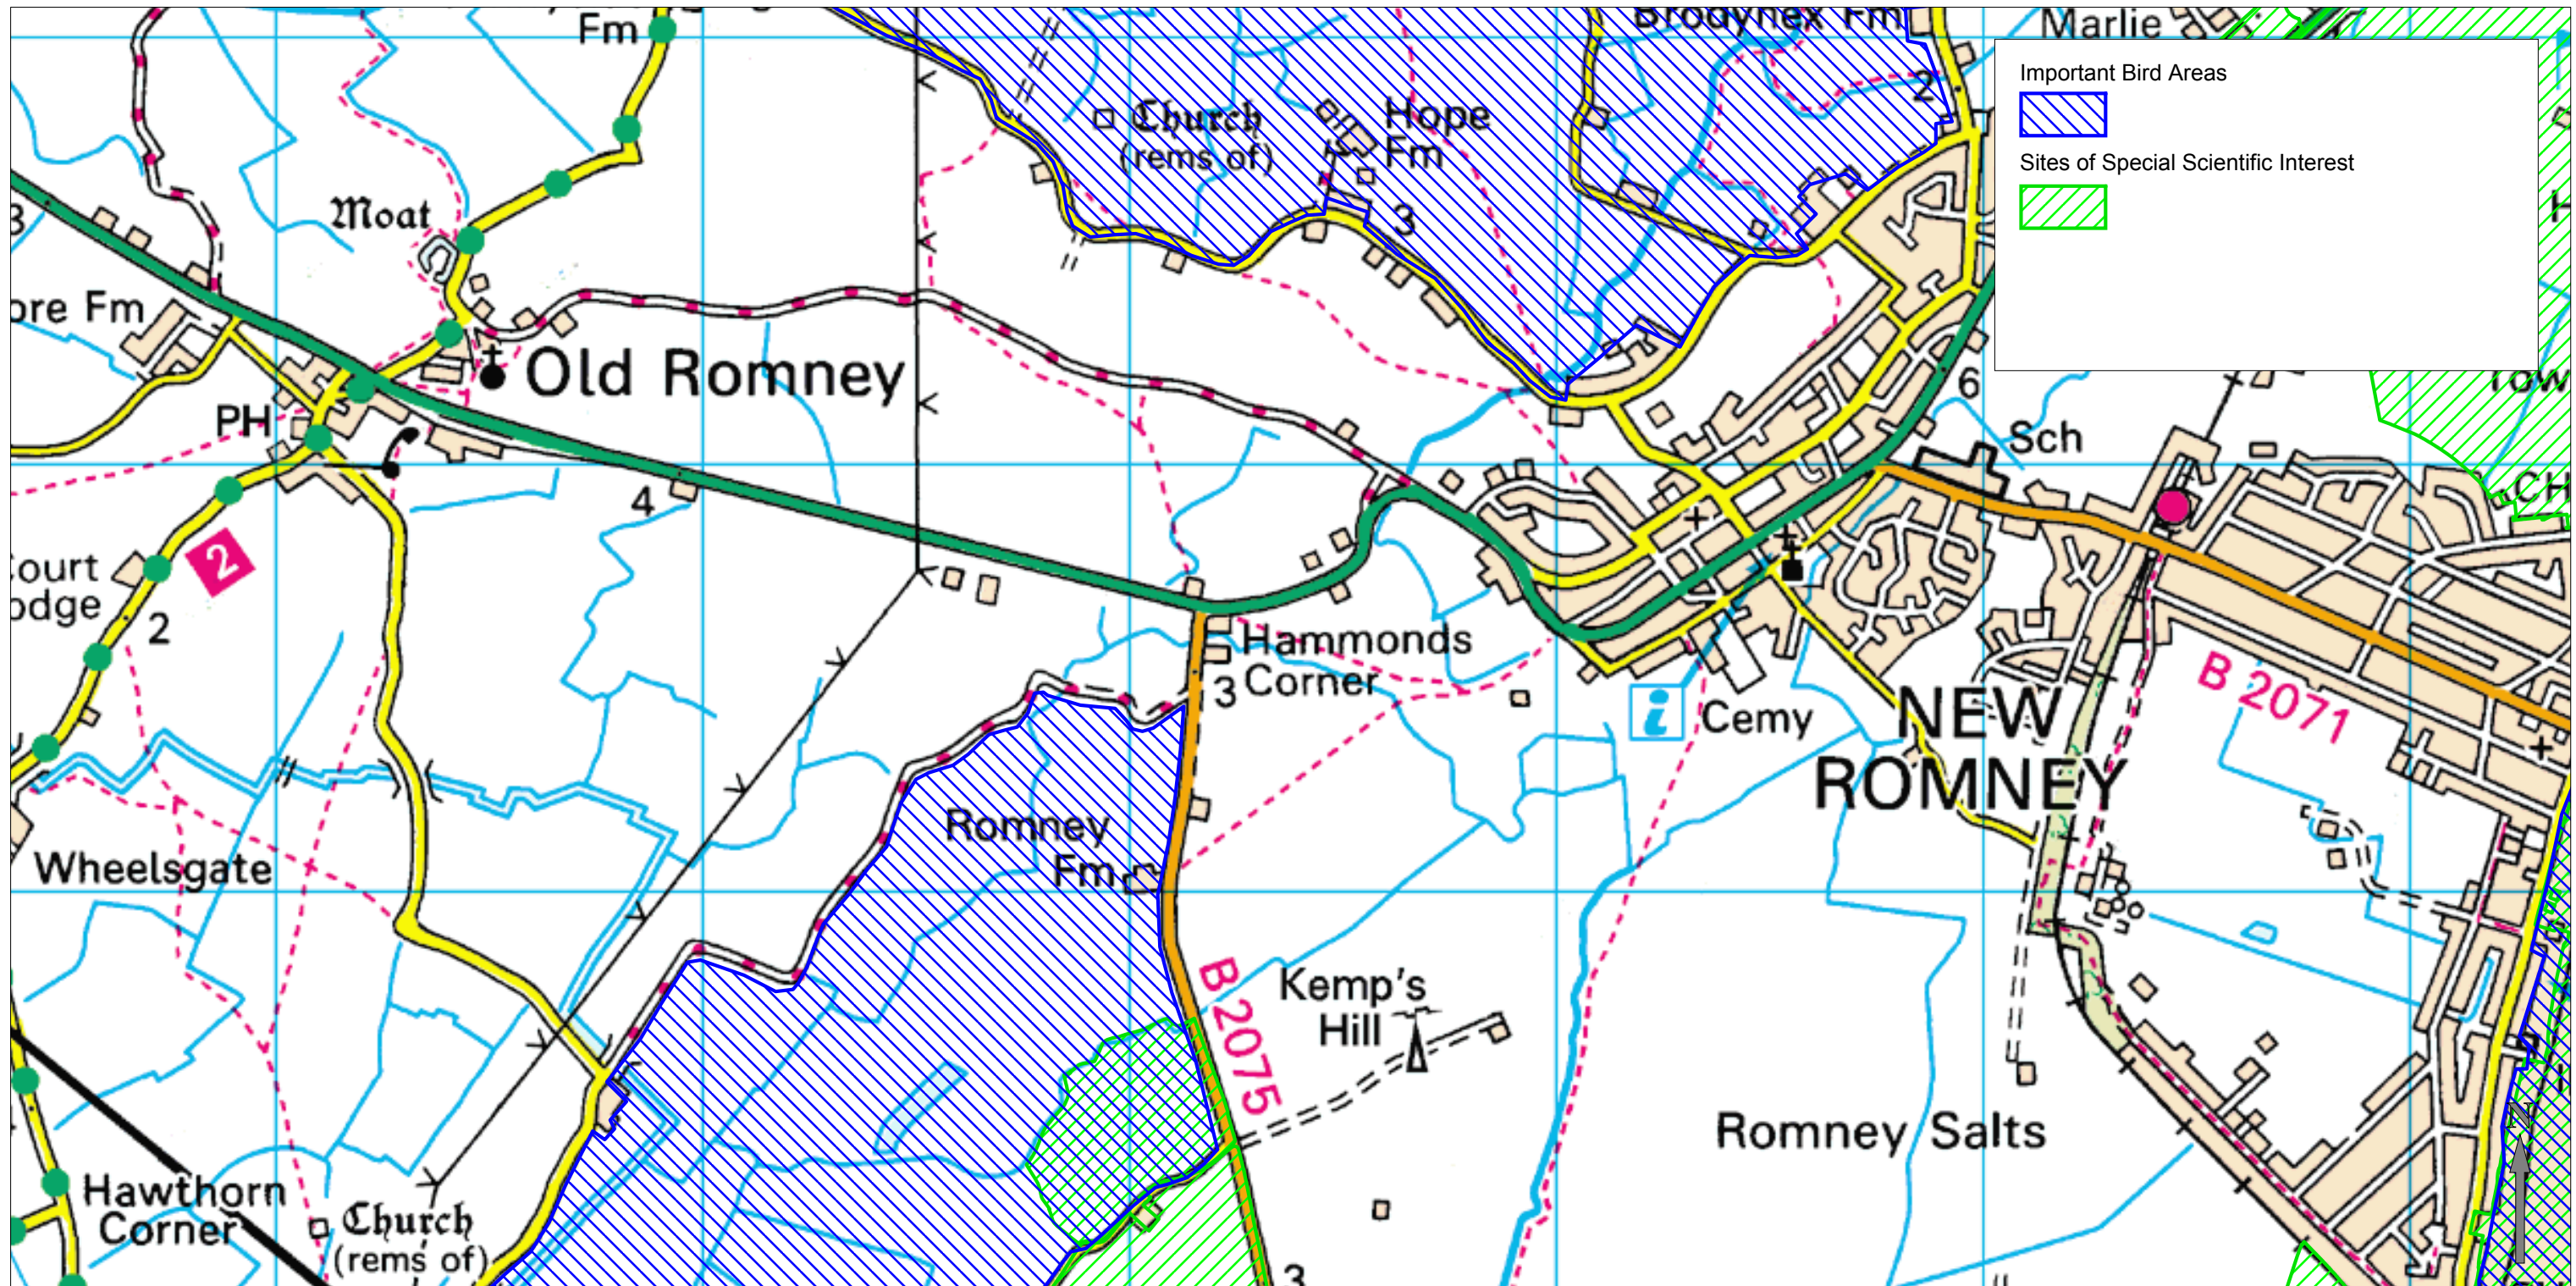 Fm
Brodynex Fm
Marlie
Important Bird Areas
Sites of Special Scientific Interest
2
Church
(rems of)
Hope
Fm
3
Moat
3
ore Fm
Old Romney
PH
4
6
Sch
CH
2
ourt
odge
2
Hammonds
Corner
3
i
Cemy
NEW
ROMNEY
B 2071
Romney
Fm
Wheelsgate
B 2075
Kemp's
Hill
Romney Salts
N
Hawthorn
Corner
Church
(rems of)
3